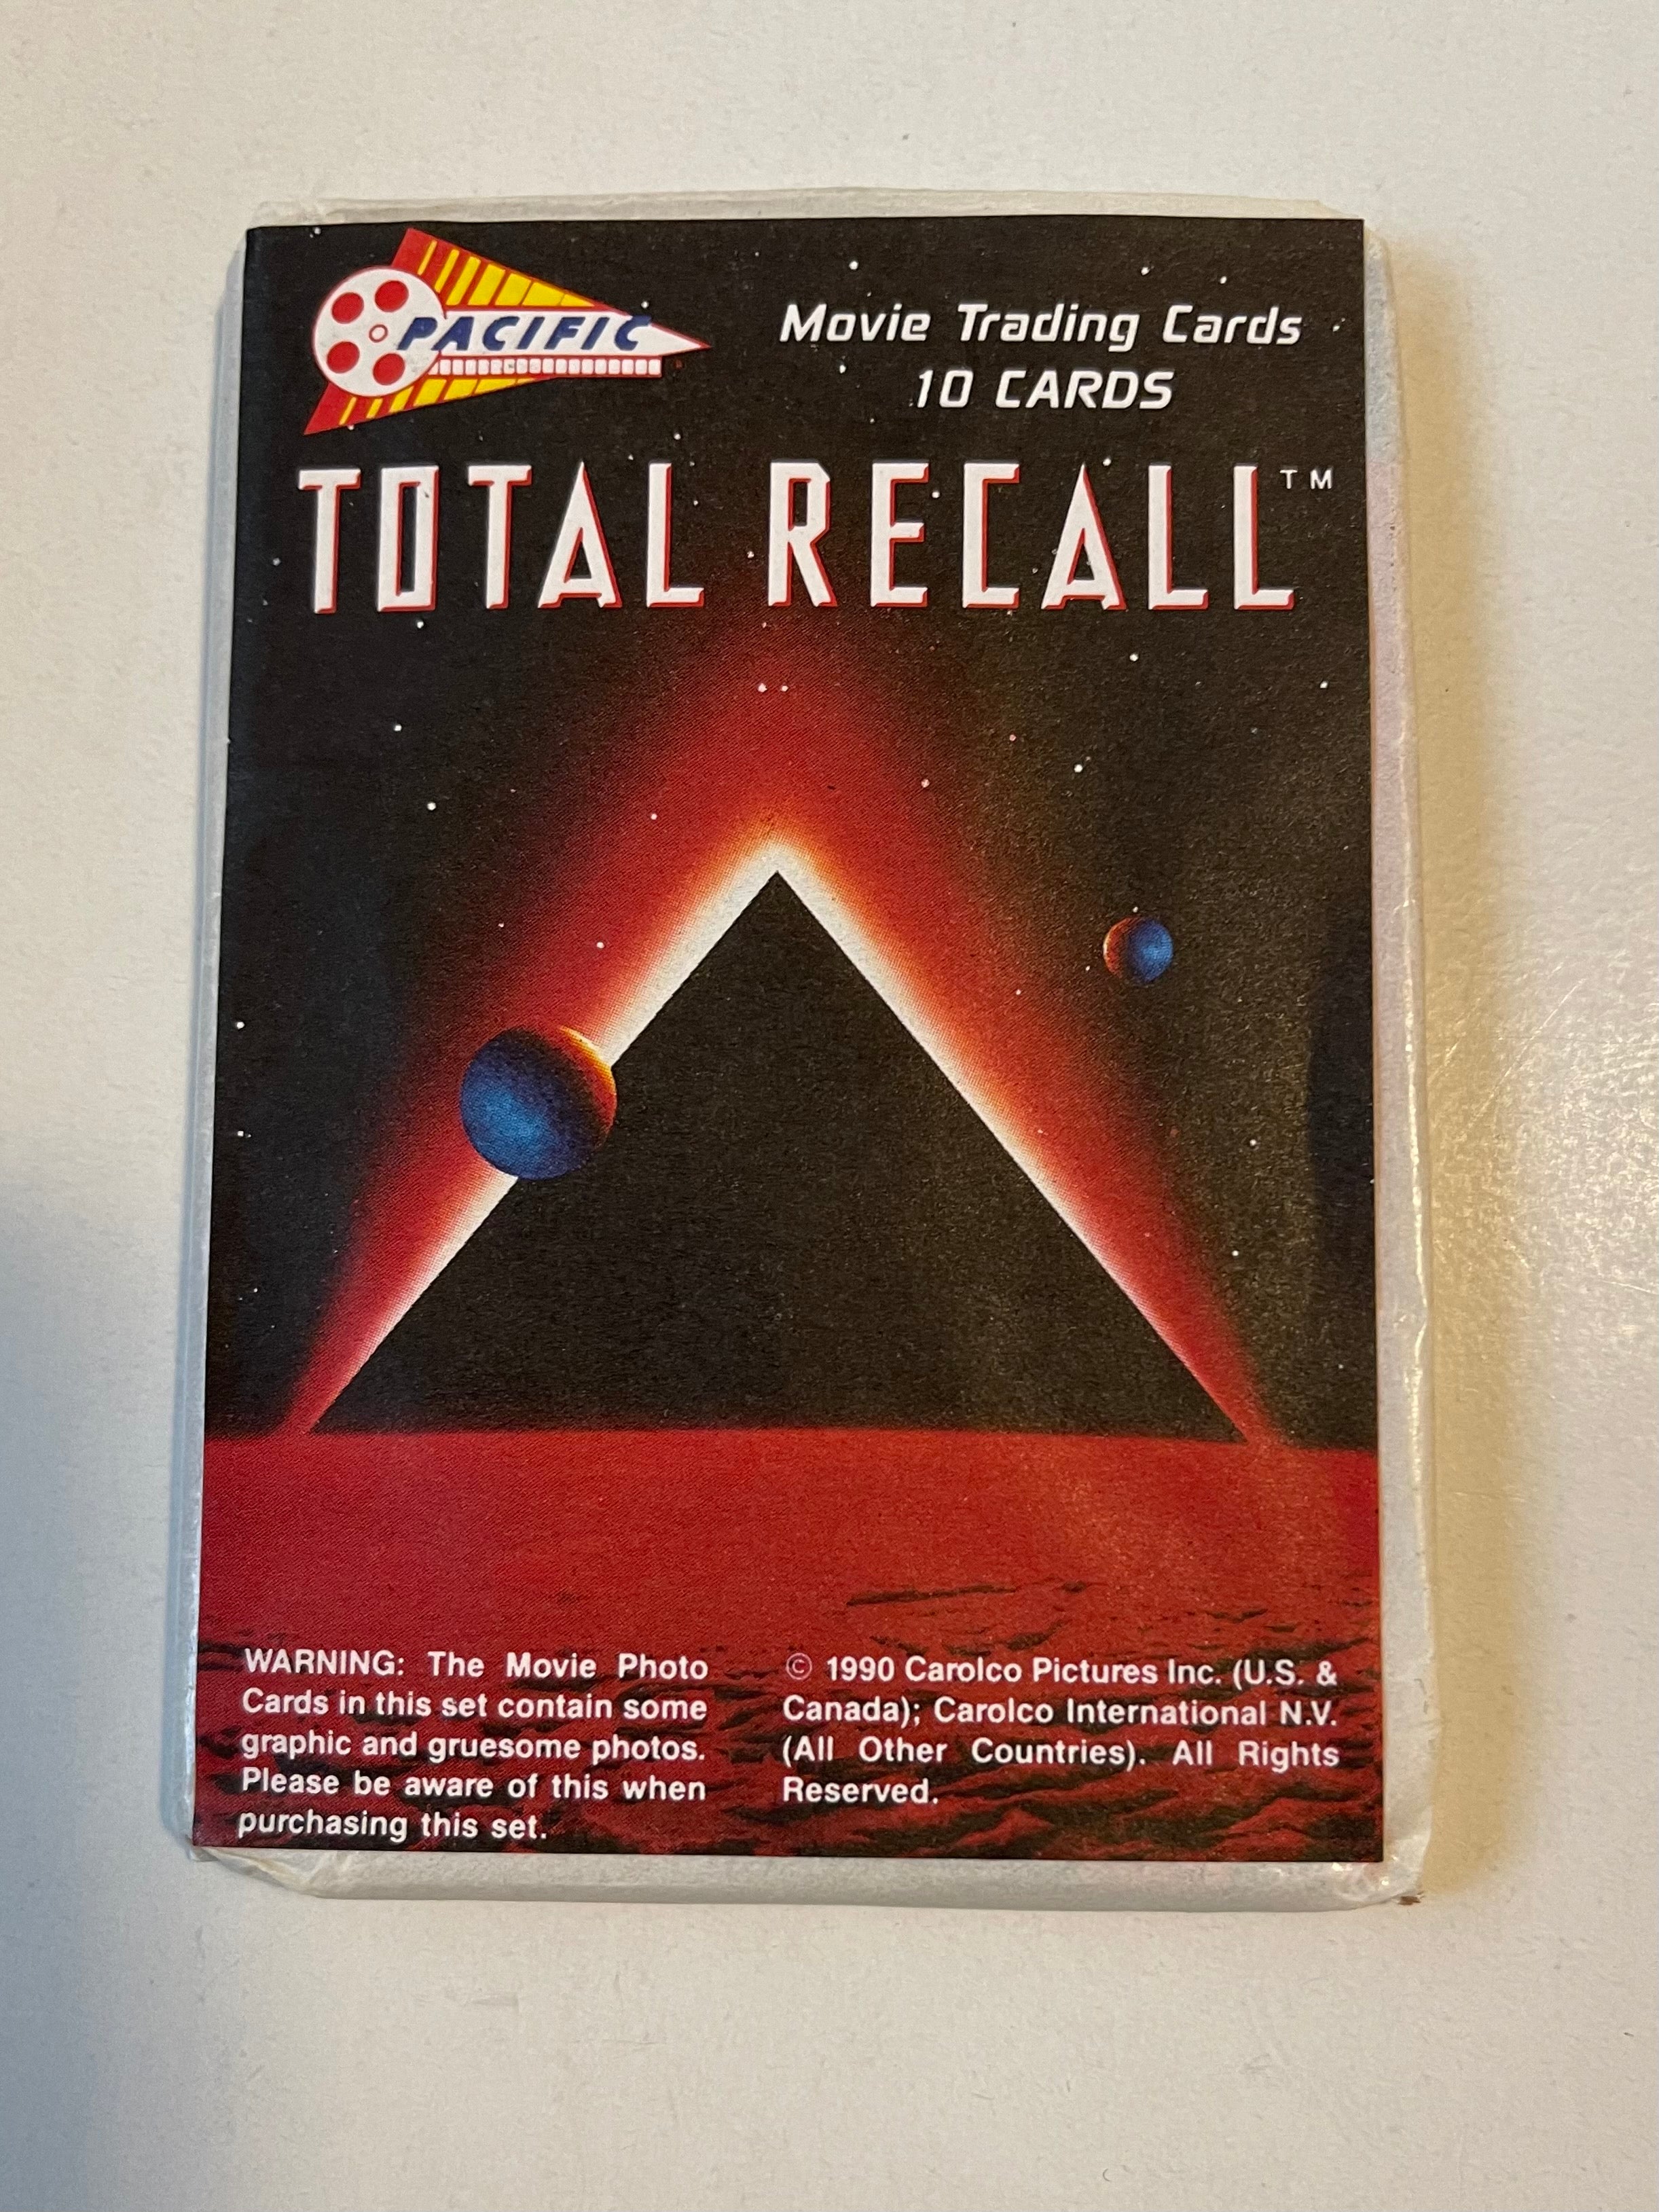 PACIFIC
Movie Trading Cards
10 CARDS
TOTAL RECALL™
WARNING: The Movie Photo
Cards in this set contain some
graphic and gruesome photos.
Please be aware of this when
purchasing this set.
© 1990 Carolco Pictures Inc. (U.S. &
Canada); Carolco International N.V.
(All Other Countries). All Rights
Reserved.